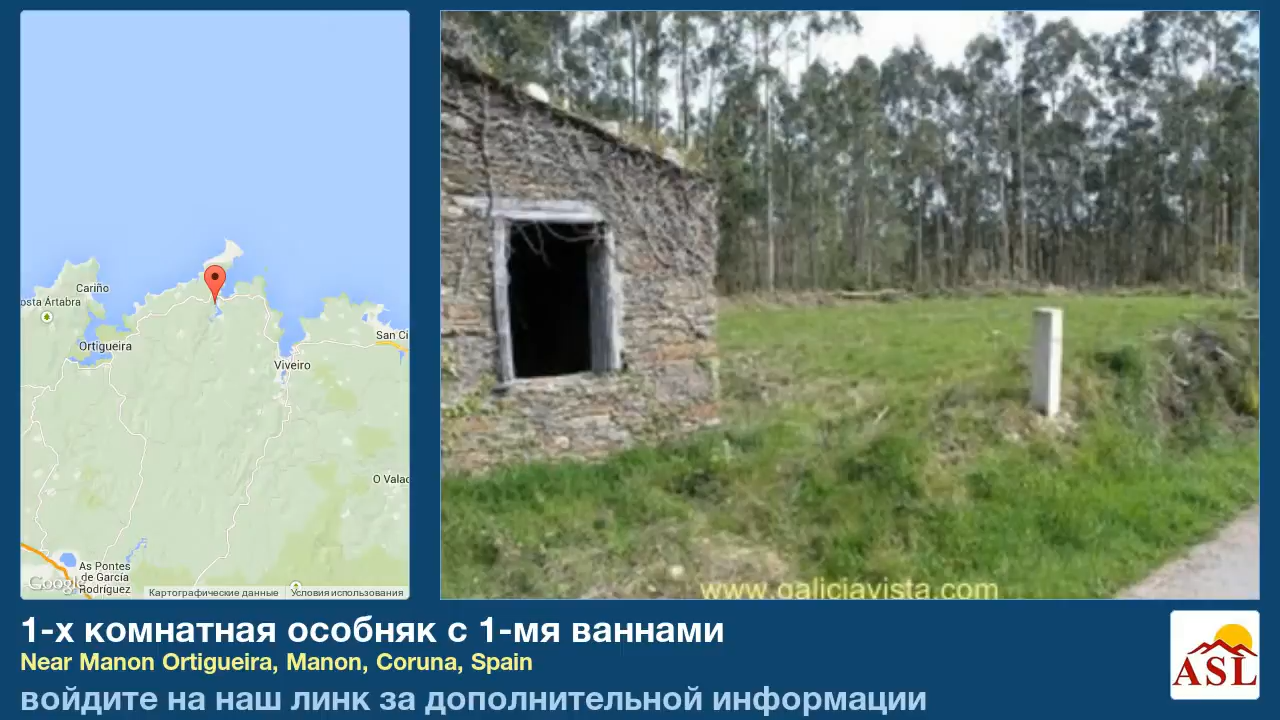 Cariño
osta Ártabra
Ortigueira
San Ci
Viveiro
O Valad
As Pontes
de García
Rodríguez
Google
Картографические данные
Условия использования
www.galiciavista.com
1-х комнатная особняк с 1-мя ваннами
Near Manon Ortigueira, Manon, Coruna, Spain
войдите на наш линк за дополнительной информации
ASL